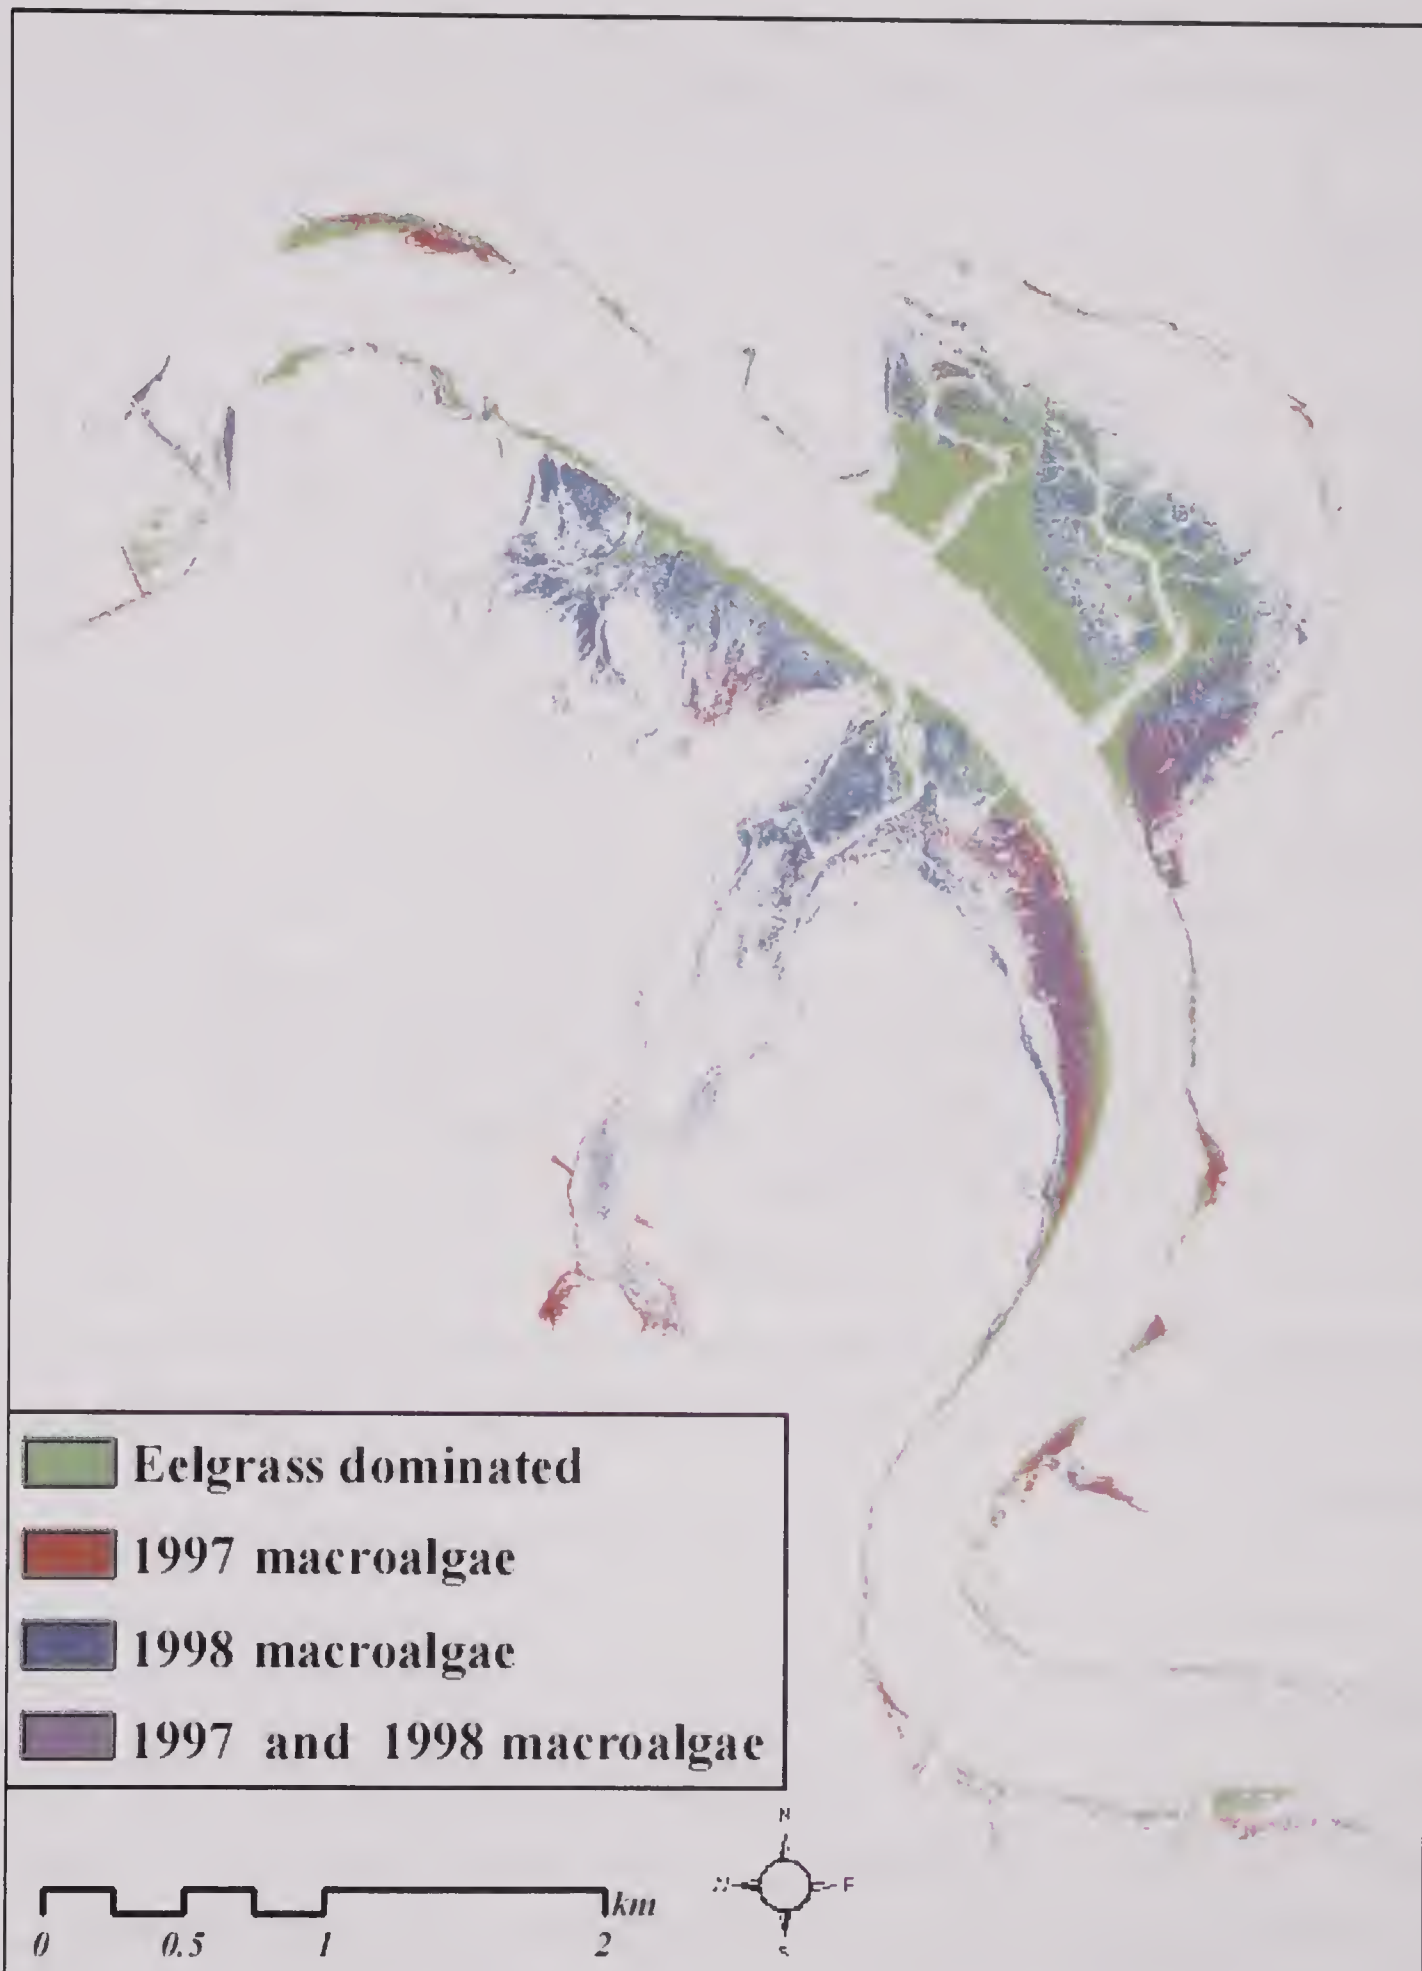 Eelgrass dominated
1997 macroalgae
1998 macroalgae
1997 and 1998 macroalgae
N
F
S
km
0 0.5 1 2